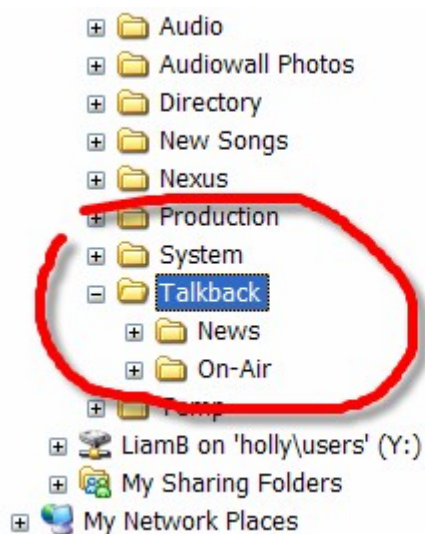 Audio
Audiowall Photos
Directory
New Songs
Nexus
Production
System
Talkback
News
On-Air
Temp
LiamB on 'holly\users' (Y:)
My Sharing Folders
My Network Places